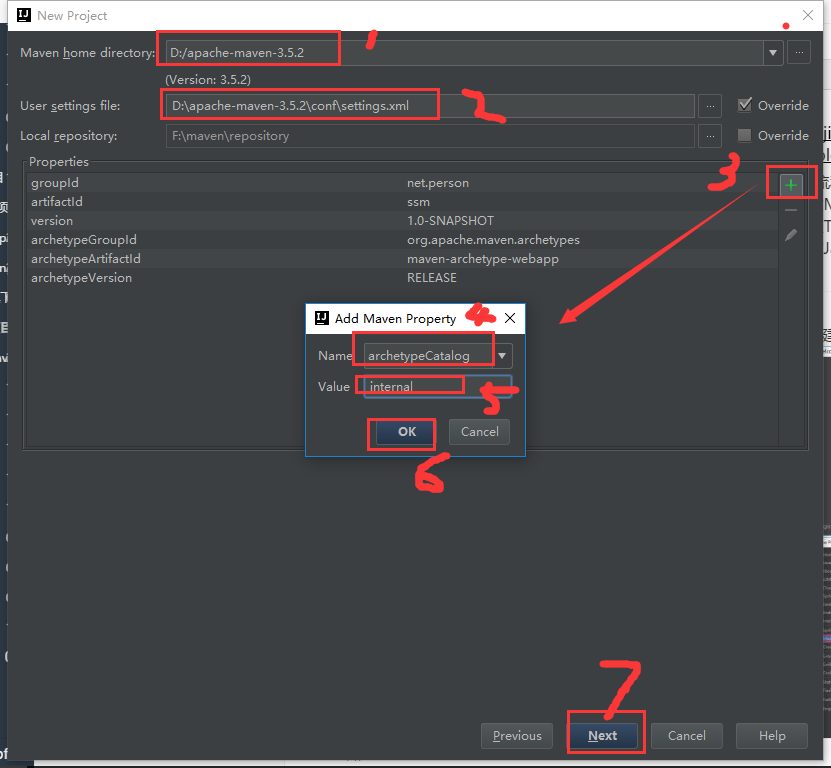 New Project
Maven home directory: D:/apache-maven-3.5.2 1
(Version: 3.5.2)
User settings file: D:\apache-maven-3.5.2\conf\settings.xml 2 Override
Local repository: F:\maven\repository Override
Properties 3
groupId net.person
artifactId ssm
version 1.0-SNAPSHOT
archetypeGroupId org.apache.maven.archetypes
archetypeArtifactId maven-archetype-webapp
archetypeVersion RELEASE
Add Maven Property 4
Name archetypeCatalog
Value internal 5
OK Cancel
6
7
Previous Next Cancel Help